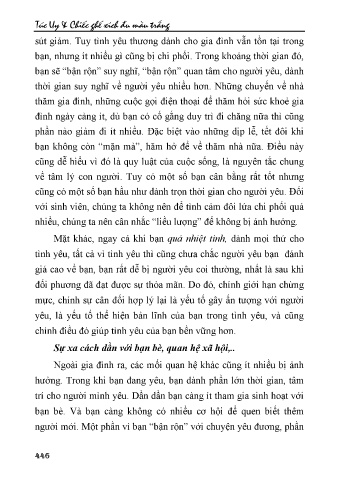 Túc Uy & Chiếc ghế xích đu màu trắng
sút giảm. Tuy tình yêu thương dành cho gia đình vẫn tồn tại trong
bạn, nhưng ít nhiều gì cũng bị chi phối. Trong khoảng thời gian đó,
bạn sẽ “bận rộn” suy nghĩ, “bận rộn” quan tâm cho người yêu, dành
thời gian suy nghĩ về người yêu nhiều hơn. Những chuyến về nhà
thăm gia đình, những cuộc gọi điện thoại để thăm hỏi sức khoẻ gia
đình ngày càng ít, dù bạn có cố gắng duy trì đi chăng nữa thì cũng
phần nào giảm đi ít nhiều. Đặc biệt vào những dịp lễ, tết đôi khi
bạn không còn “mặn mà”, hăm hở để về thăm nhà nữa. Điều này
cũng dễ hiểu vì đó là quy luật của cuộc sống, là nguyên tắc chung
về tâm lý con người. Tuy có một số bạn cân bằng rất tốt nhưng
cũng có một số bạn hầu như dành trọn thời gian cho người yêu. Đối
với sinh viên, chúng ta không nên để tình cảm đôi lứa chi phối quá
nhiều, chúng ta nên cân nhắc “liều lượng” để không bị ảnh hưởng.
Mặt khác, ngay cả khi bạn quá nhiệt tình, dành mọi thứ cho
tình yêu, tất cả vì tình yêu thì cũng chưa chắc người yêu bạn đánh
giá cao về bạn, bạn rất dễ bị người yêu coi thường, nhất là sau khi
đối phương đã đạt được sự thỏa mãn. Do đó, chính giới hạn chừng
mực, chính sự cân đối hợp lý lại là yếu tố gây ấn tượng với người
yêu, là yếu tố thể hiện bản lĩnh của bạn trong tình yêu, và cũng
chính điều đó giúp tình yêu của bạn bền vững hơn.
Sự xa cách dần với bạn bè, quan hệ xã hội,..
Ngoài gia đình ra, các mối quan hệ khác cũng ít nhiều bị ảnh
hưởng. Trong khi bạn đang yêu, bạn dành phần lớn thời gian, tâm
trí cho người mình yêu. Dần dần bạn càng ít tham gia sinh hoạt với
bạn bè. Và bạn càng không có nhiều cơ hội để quen biết thêm
người mới. Một phần vì bạn “bận rộn” với chuyện yêu đương, phần
446